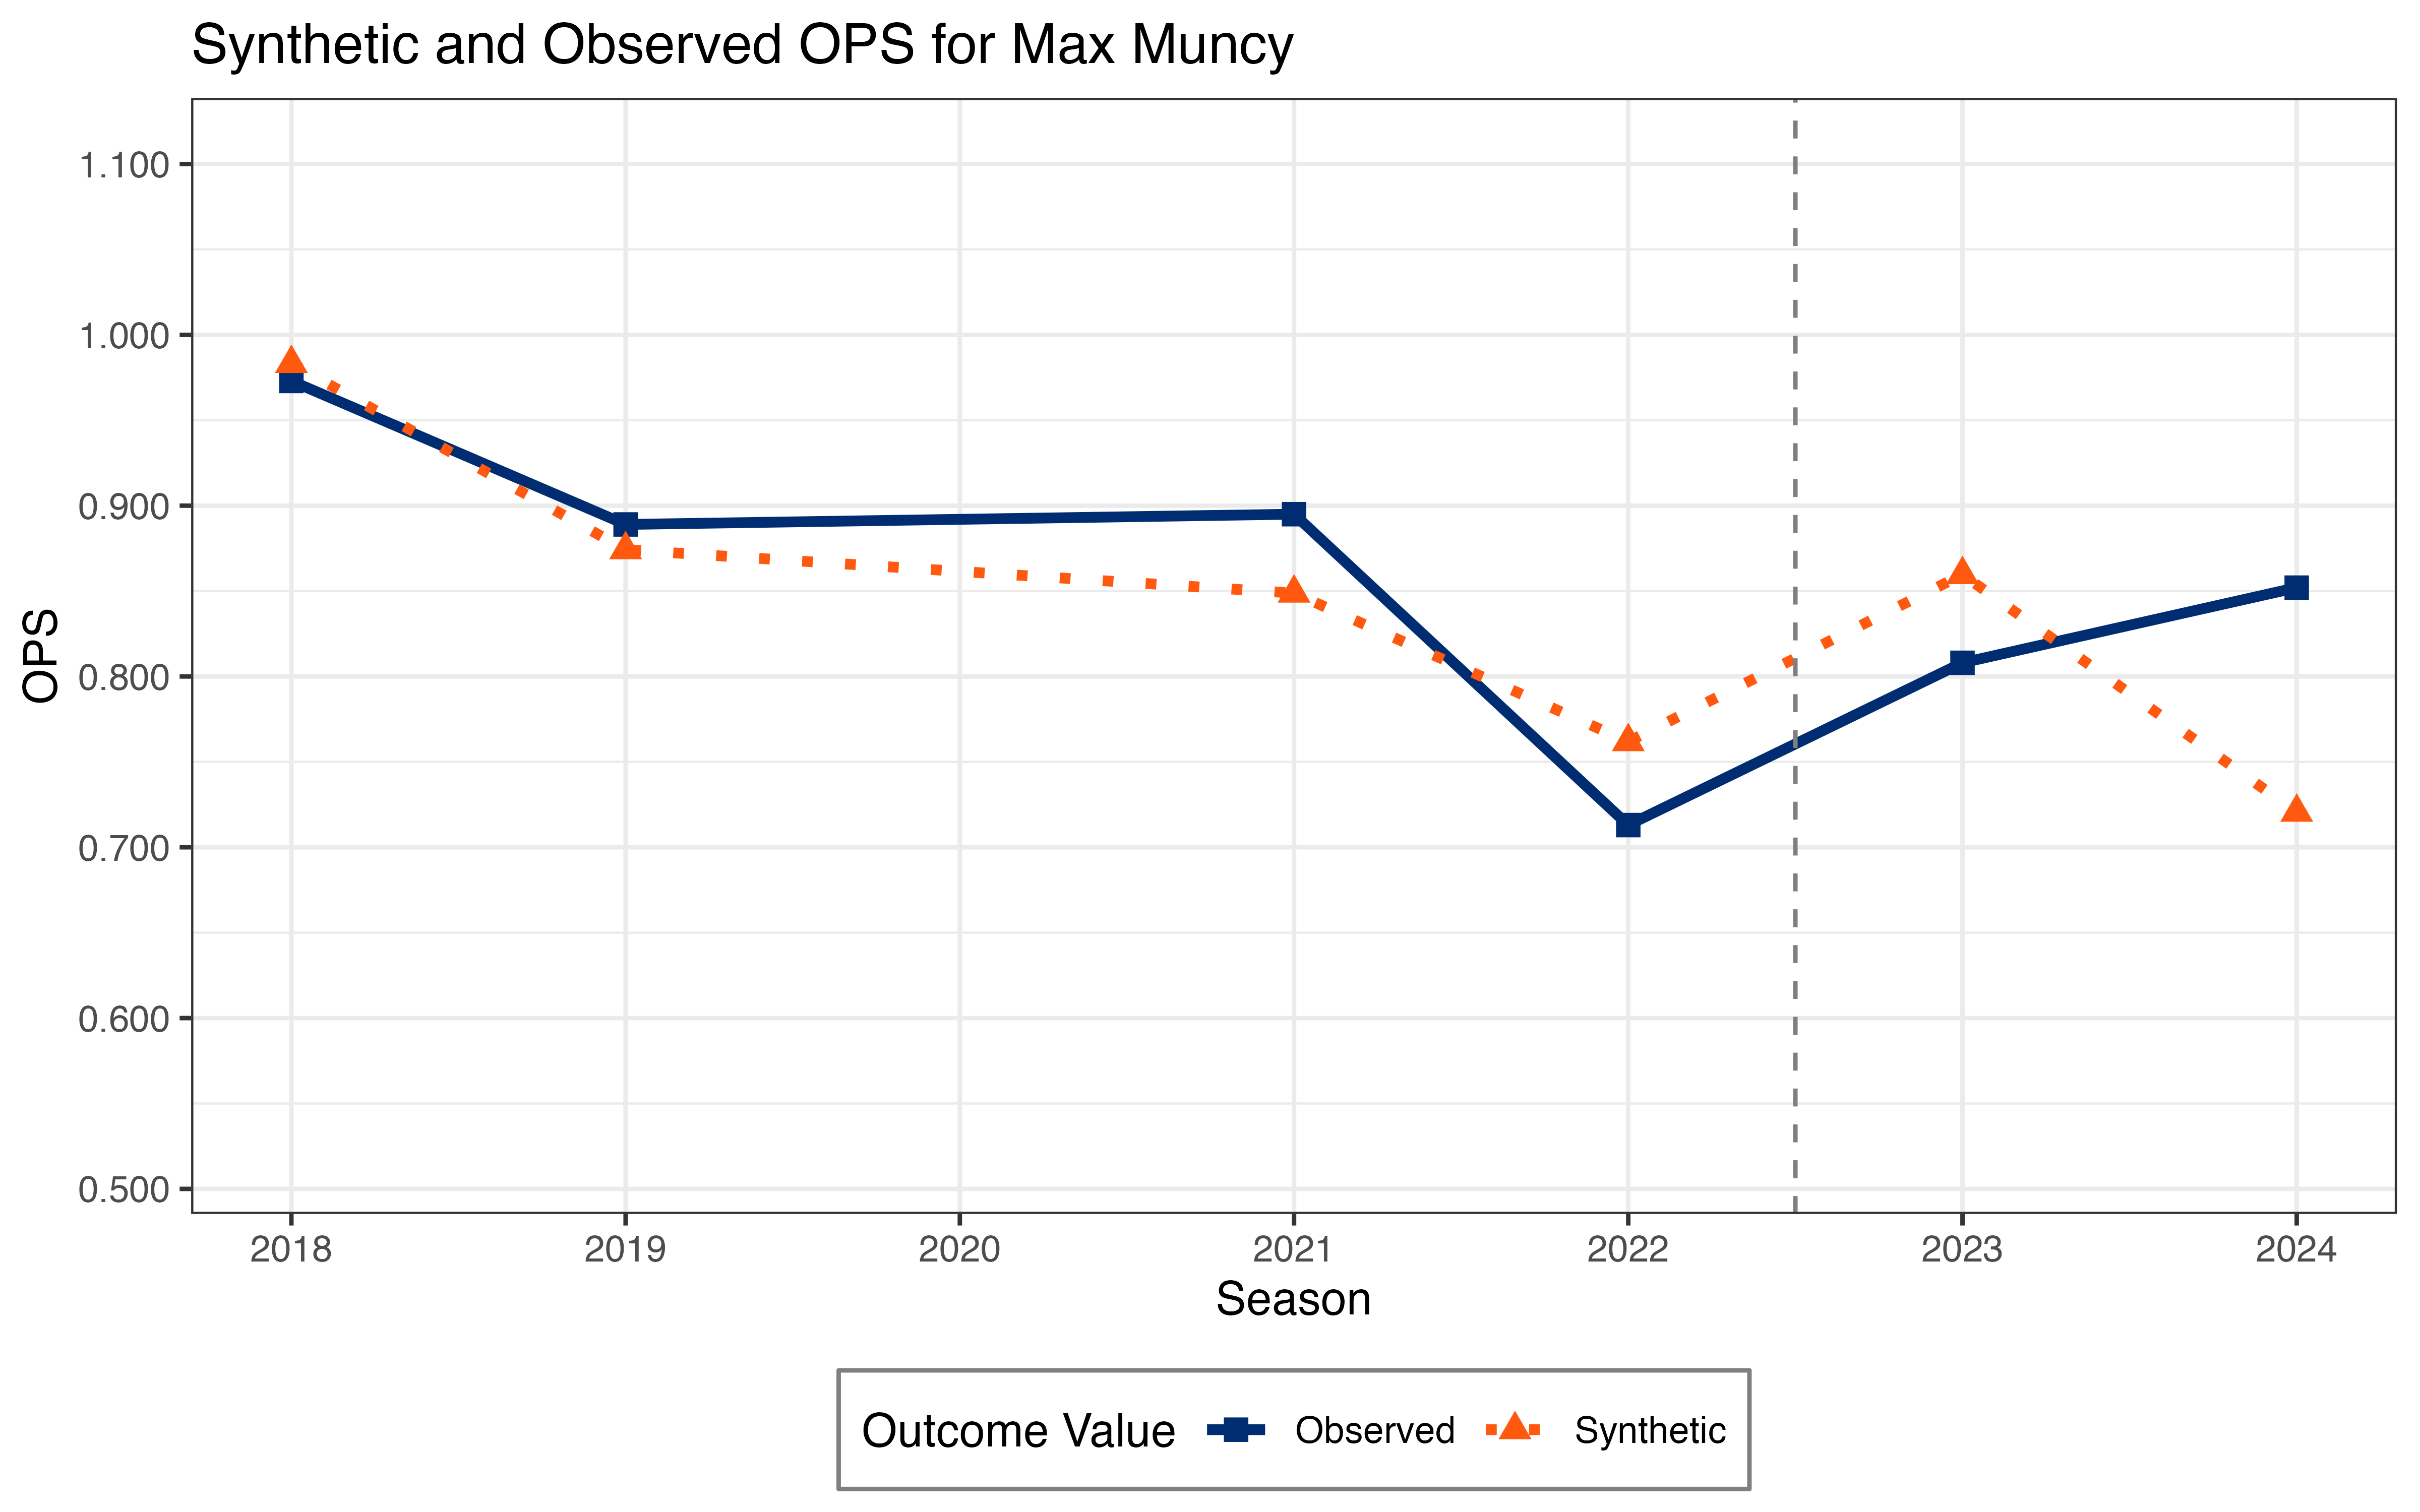 Synthetic and Observed OPS for Max Muncy
1.100
1.000
0.900
0.800
0.700
0.600
0.500
OPS
2018 2019 2020 2021 2022 2023 2024
Season
Outcome Value Observed Synthetic